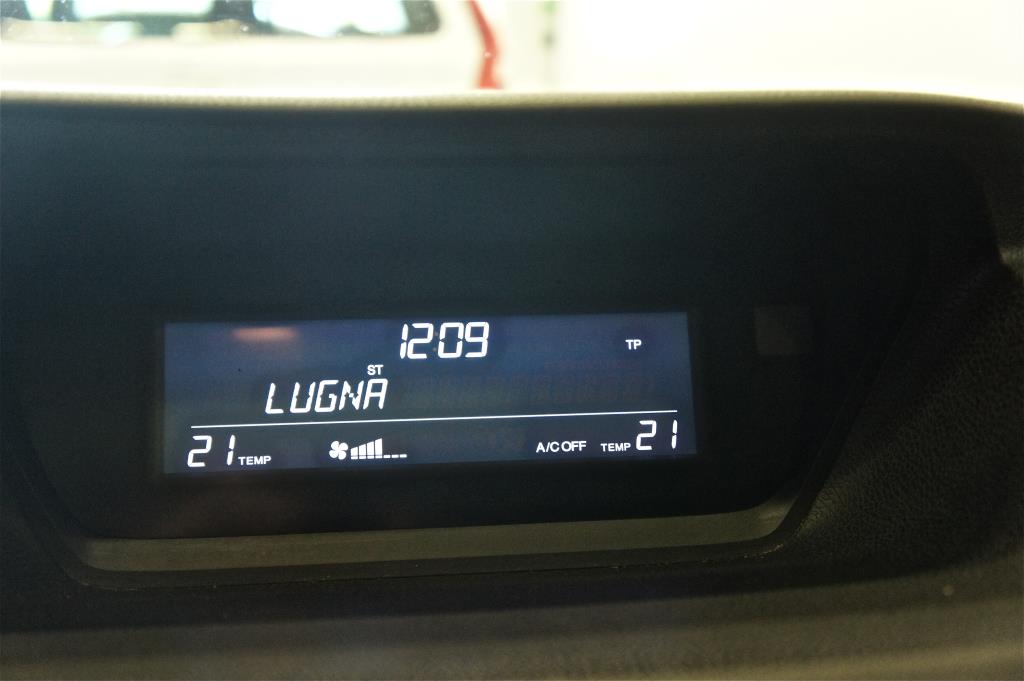 12:09
TP
ST
LUGNA
21 TEMP A/C OFF TEMP 21